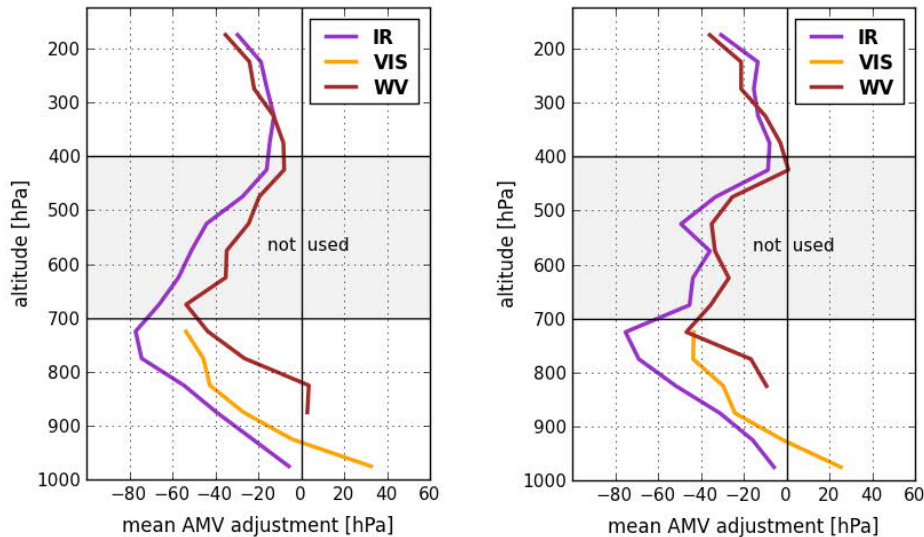 IR
VIS
WV
200
300
400
500
600
700
800
900
1000
altitude [hPa]
not used
−80 −60 −40 −20 0 20 40 60
mean AMV adjustment [hPa]
IR
VIS
WV
200
300
400
500
600
700
800
900
1000
altitude [hPa]
not used
−80 −60 −40 −20 0 20 40 60
mean AMV adjustment [hPa]